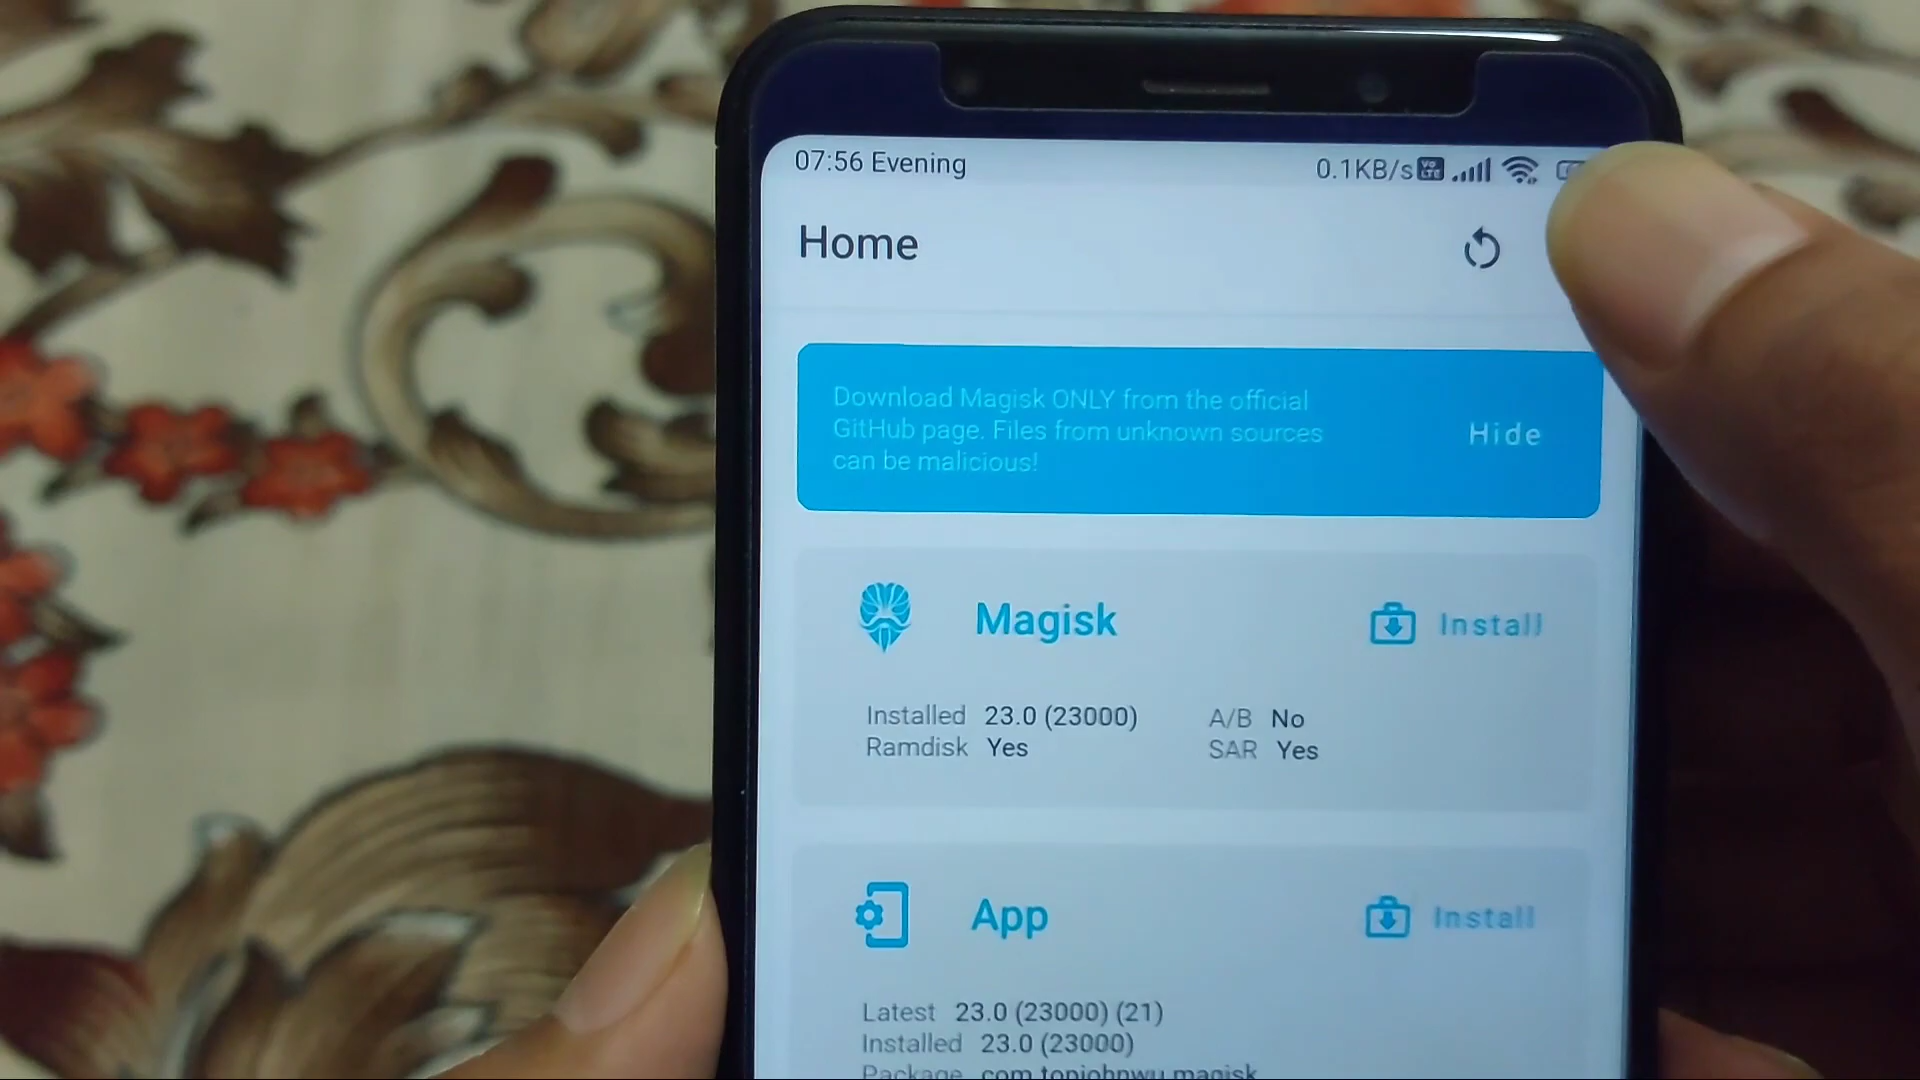 07:56 Evening
0.1KB/s
Home
Download Magisk ONLY from the official
GitHub page. Files from unknown sources
can be malicious!
Hide
Magisk
Install
Installed 23.0 (23000)
A/B No
Ramdisk Yes
SAR Yes
App
Install
Latest 23.0 (23000) (21)
Installed 23.0 (23000)
Package com.topjohnwu.magisk